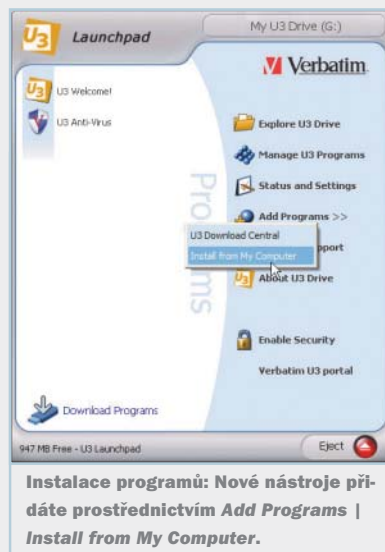 U3 Launchpad
My U3 Drive (G:)
Verbatim.
U3 Welcome!
U3 Anti-Virus
Programs
Explore U3 Drive
Manage U3 Programs
Status and Settings
Add Programs >>
U3 Download Central
Install from My Computer
pport
U3 About U3 Drive
Enable Security
Verbatim U3 portal
Download Programs
947 MB Free - U3 Launchpad
Eject
Instalace programů: Nové nástroje při-
dáte prostřednictvím Add Programs |
Install from My Computer.